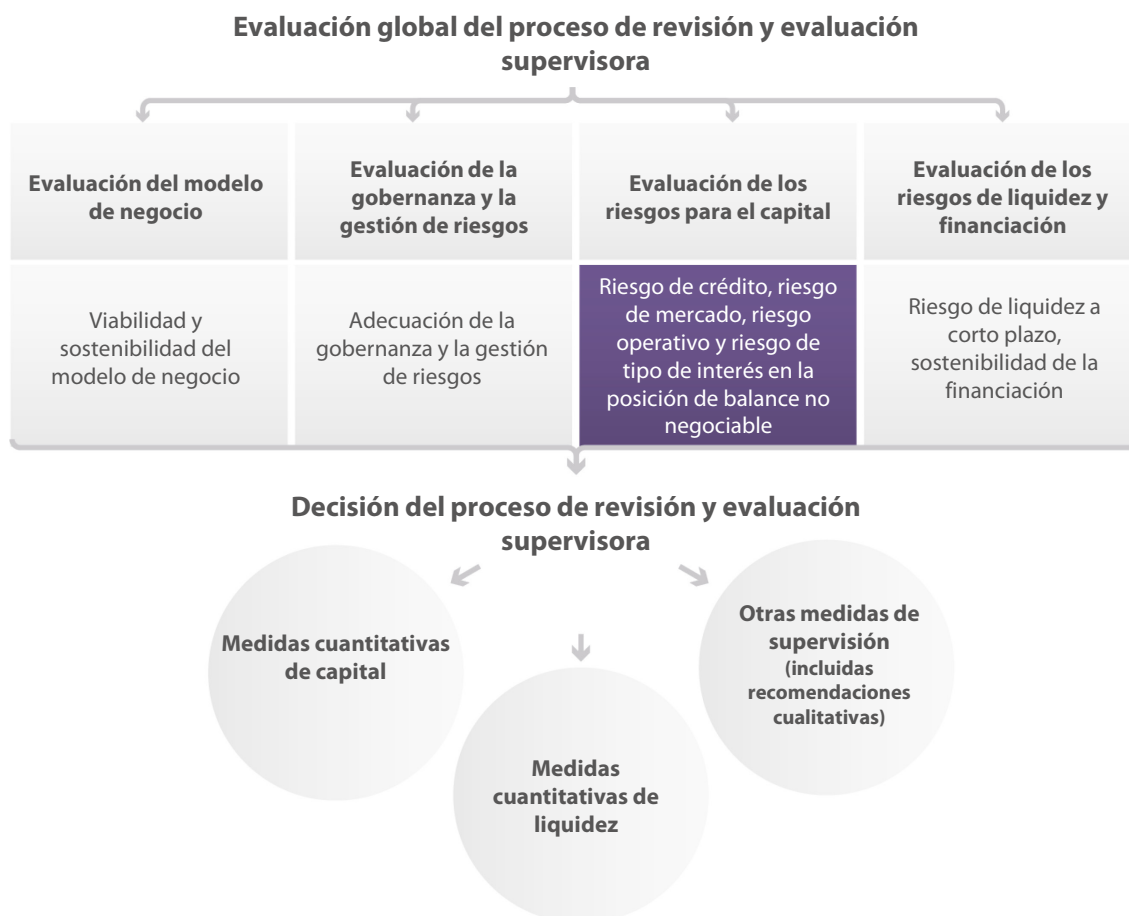 Evaluación global del proceso de revisión y evaluación
supervisora
Evaluación del modelo
de negocio
Evaluación de la
gobernanza y la
gestión de riesgos
Evaluación de los
riesgos para el capital
Evaluación de los
riesgos de liquidez y
financiación
Viabilidad y
sostenibilidad del
modelo de negocio
Adecuación de la
gobernanza y la gestión
de riesgos
Riesgo de crédito, riesgo
de mercado, riesgo
operativo y riesgo de
tipo de interés en la
posición de balance no
negociable
Riesgo de liquidez a
corto plazo,
sostenibilidad de la
financiación
Decisión del proceso de revisión y evaluación
supervisora
Medidas cuantitativas
de capital
Medidas
cuantitativas de
liquidez
Otras medidas de
supervisión
(incluidas
recomendaciones
cualitativas)